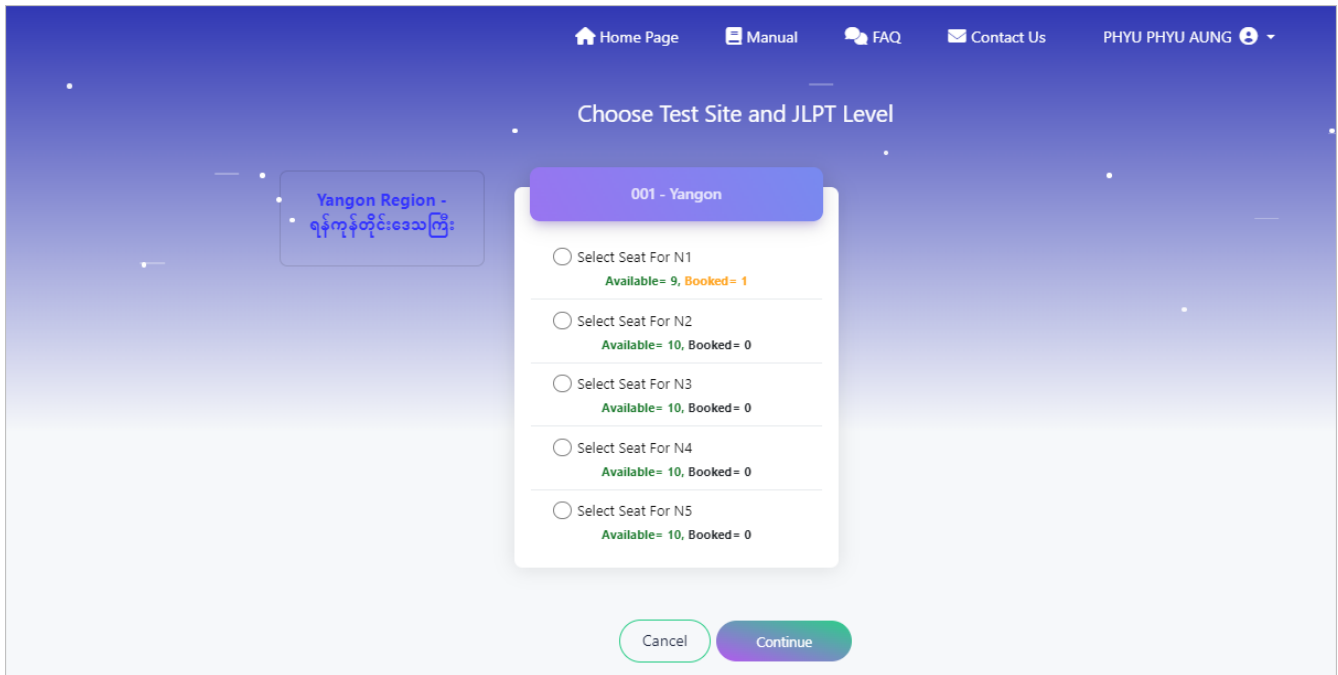 Home Page Manual FAQ Contact Us PHYU PHYU AUNG
Choose Test Site and JLPT Level
Yangon Region -
ရန်ကုန်တိုင်းဒေသကြီး
001 - Yangon
Select Seat For N1
Available= 9, Booked= 1
Select Seat For N2
Available= 10, Booked= 0
Select Seat For N3
Available= 10, Booked= 0
Select Seat For N4
Available= 10, Booked= 0
Select Seat For N5
Available= 10, Booked= 0
Cancel Continue